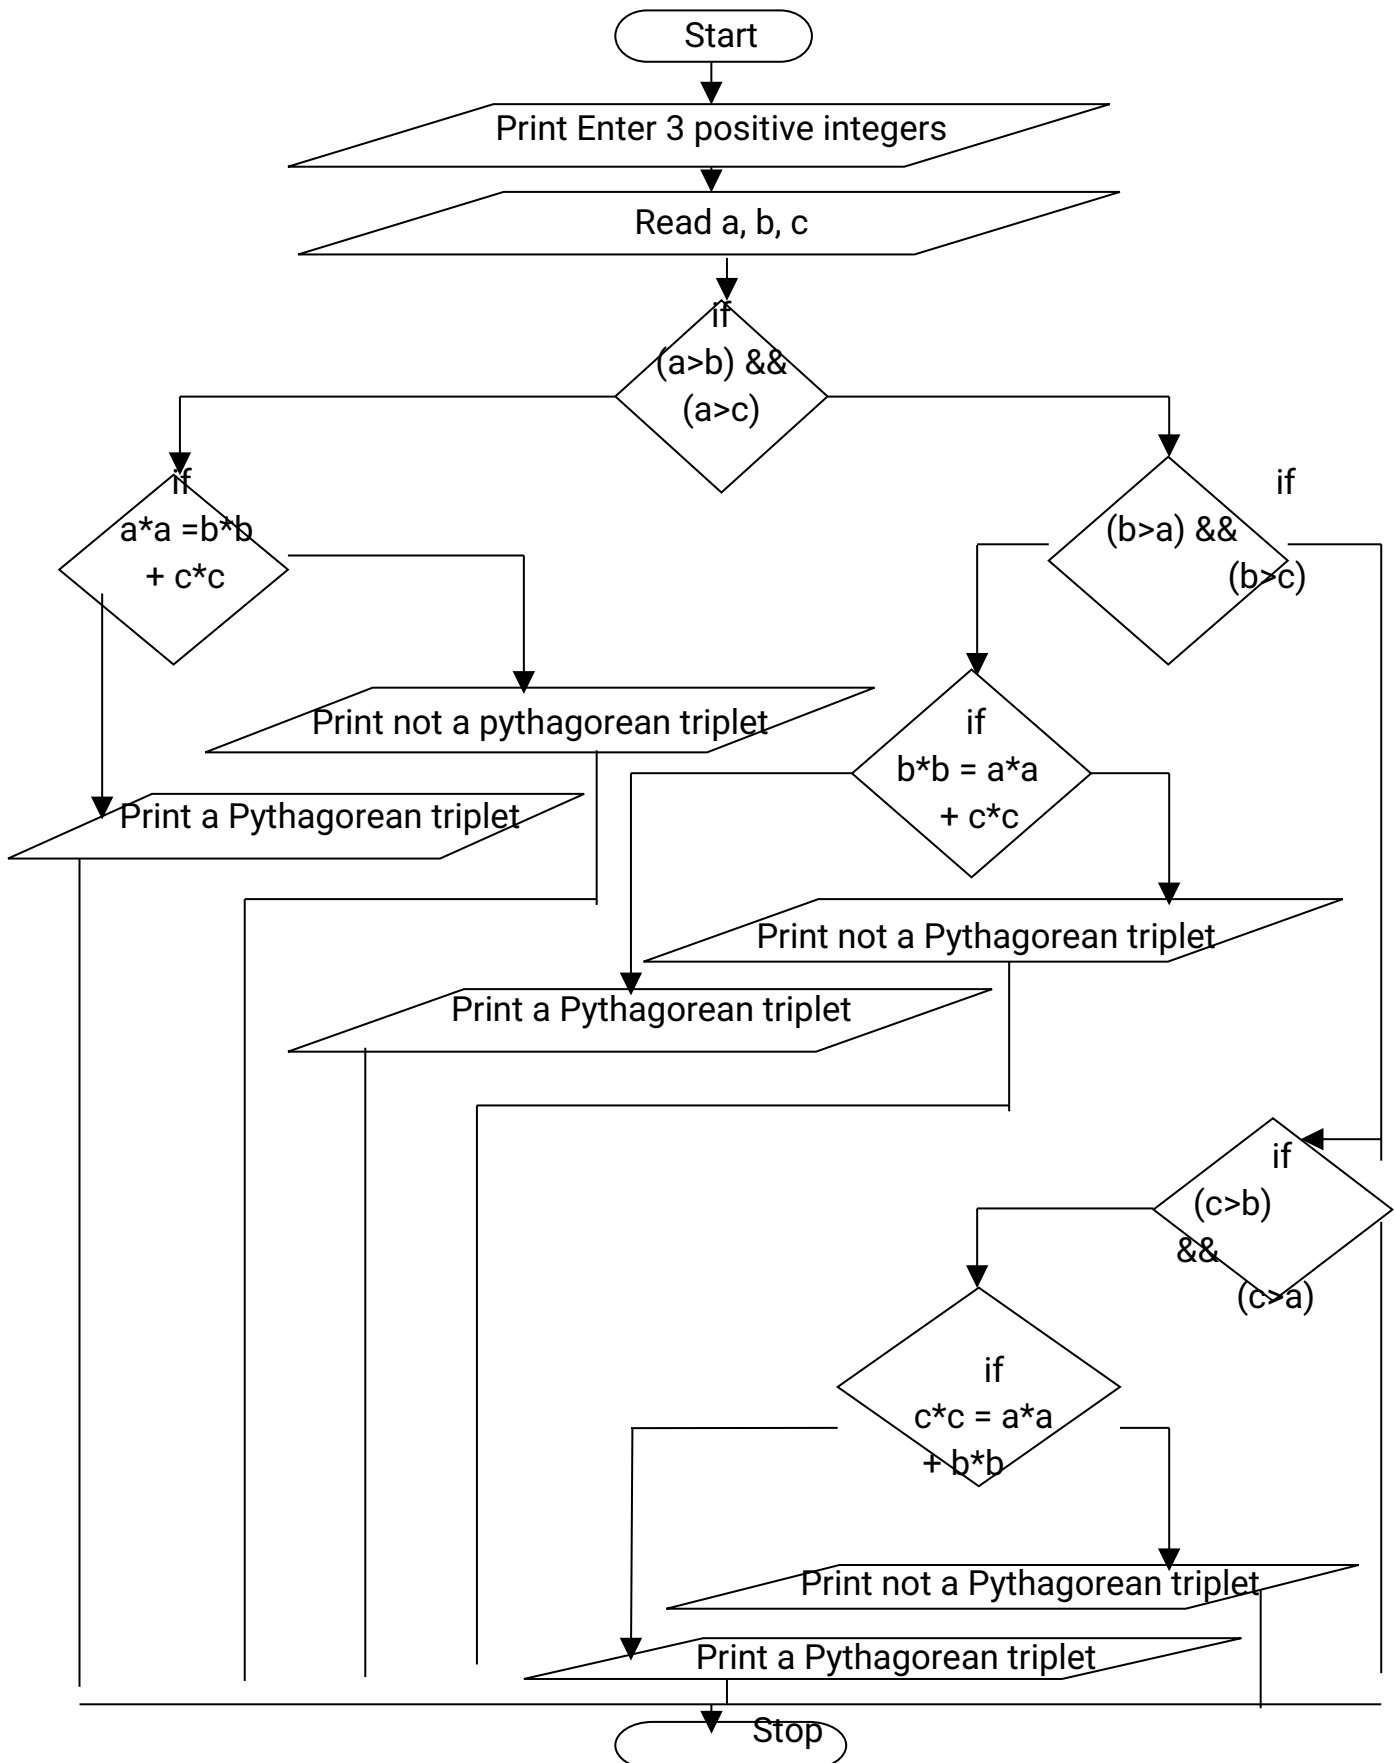 Start
Print Enter 3 positive integers
Read a, b, c
if
(a>b) &&
(a>c)
if
a*a =b*b
+ c*c
if
(b>a) &&
(b>c)
Print not a pythagorean triplet
if
b*b = a*a
+ c*c
Print a Pythagorean triplet
Print not a Pythagorean triplet
Print a Pythagorean triplet
if
(c>b)
&&
(c>a)
if
c*c = a*a
+ b*b
Print not a Pythagorean triplet
Print a Pythagorean triplet
Stop